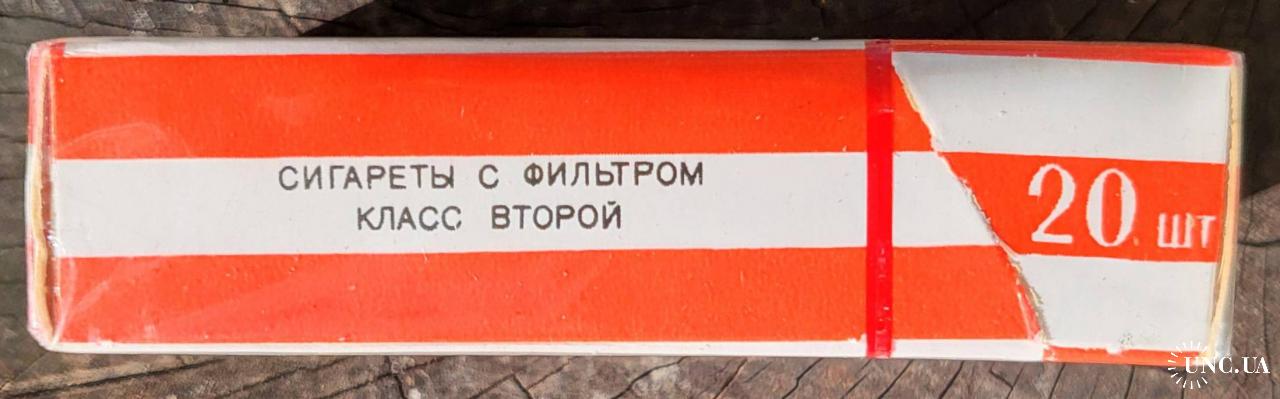 СИГАРЕТЫ С ФИЛЬТРОМ
КЛАСС ВТОРОЙ
20 шт
UNC.UA